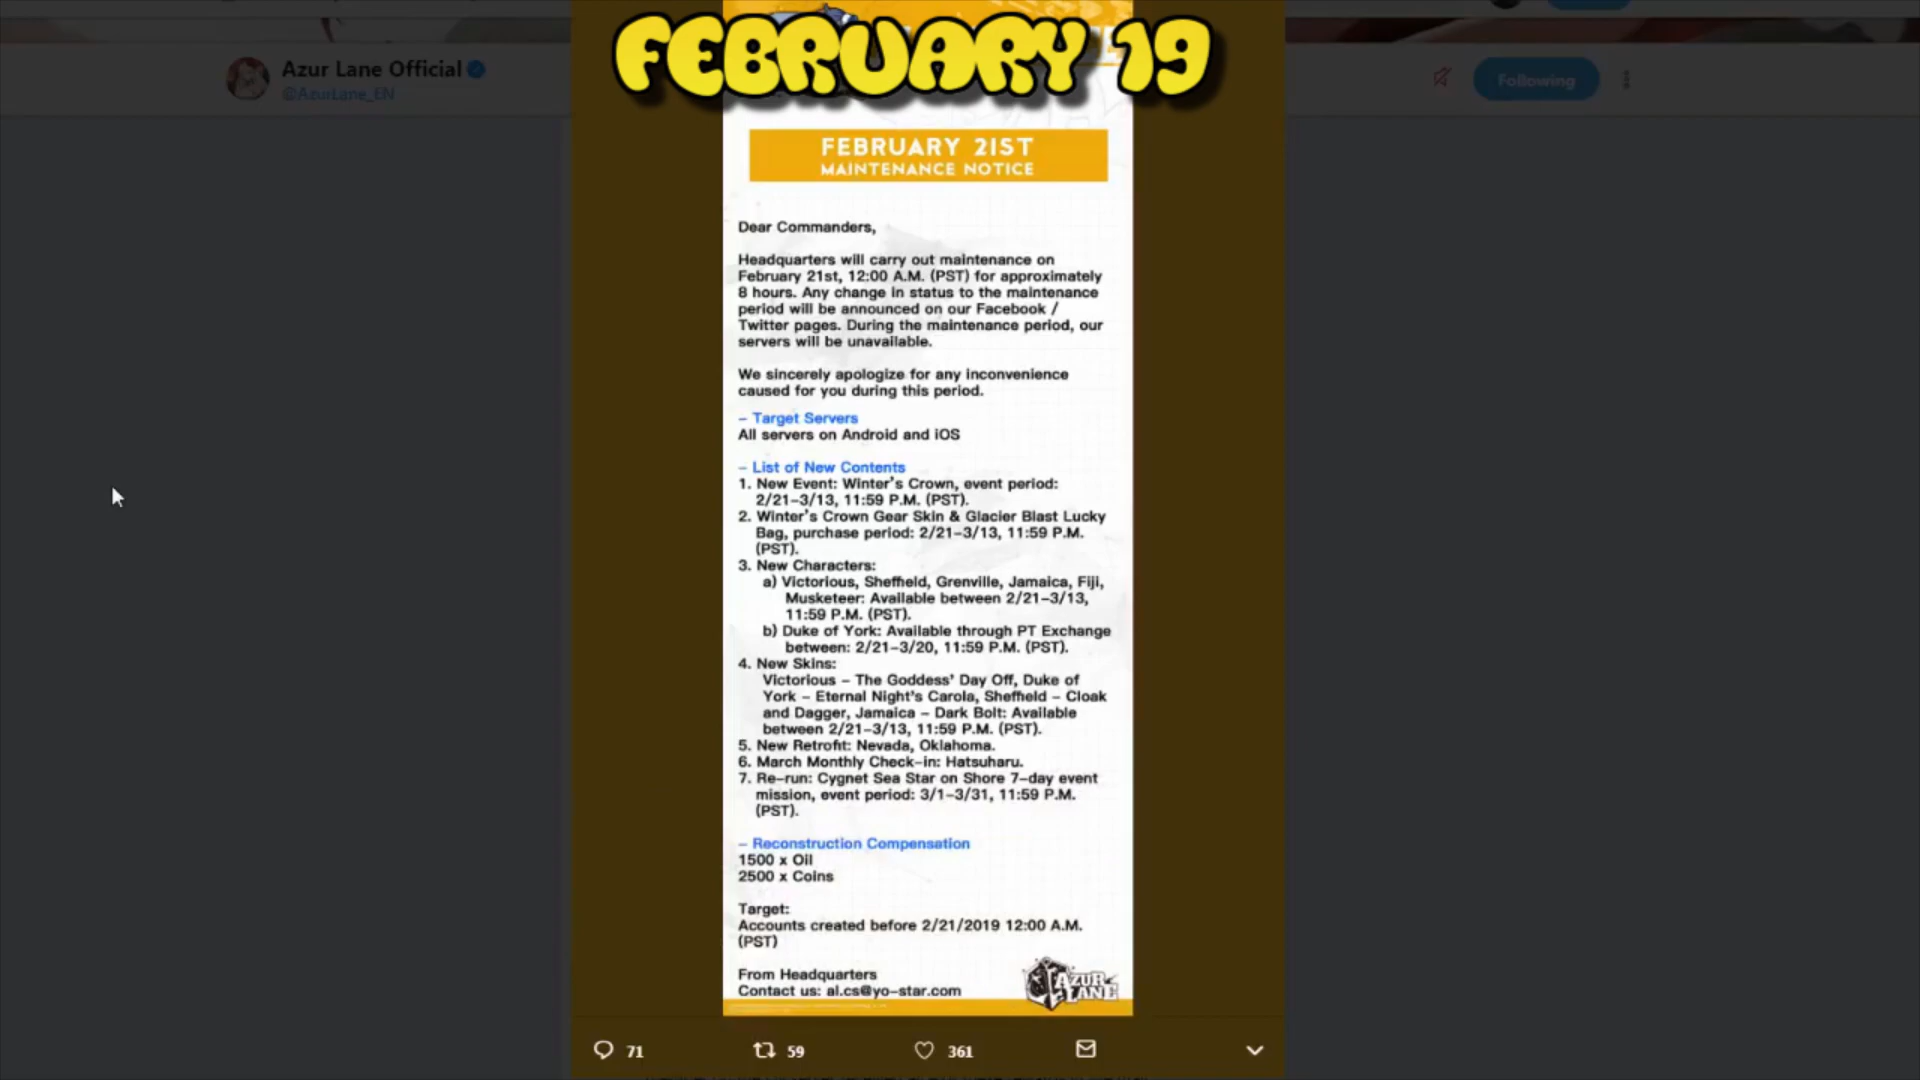 FEBRUARY 19
Azur Lane Official
@AzurLane_EN
Following
FEBRUARY 21ST
MAINTENANCE NOTICE
Dear Commanders,
Headquarters will carry out maintenance on
February 21st, 12:00 A.M. (PST) for approximately
8 hours. Any change in status to the maintenance
period will be announced on our Facebook /
Twitter pages. During the maintenance period, our
servers will be unavailable.
We sincerely apologize for any inconvenience
caused for you during this period.
– Target Servers
All servers on Android and iOS
– List of New Contents
1. New Event: Winter's Crown, event period:
2/21–3/13, 11:59 P.M. (PST).
2. Winter's Crown Gear Skin & Glacier Blast Lucky
Bag, purchase period: 2/21–3/13, 11:59 P.M.
(PST).
3. New Characters:
a) Victorious, Sheffield, Grenville, Jamaica, Fiji,
Musketeer: Available between 2/21–3/13,
11:59 P.M. (PST).
b) Duke of York: Available through PT Exchange
between: 2/21–3/20, 11:59 P.M. (PST).
4. New Skins:
Victorious – The Goddess' Day Off, Duke of
York – Eternal Night's Carola, Sheffield – Cloak
and Dagger, Jamaica – Dark Bolt: Available
between 2/21–3/13, 11:59 P.M. (PST).
5. New Retrofit: Nevada, Oklahoma.
6. March Monthly Check-in: Hatsuharu.
7. Re-run: Cygnet Sea Star on Shore 7-day event
mission, event period: 3/1–3/31, 11:59 P.M.
(PST).
– Reconstruction Compensation
1500 x Oil
2500 x Coins
Target:
Accounts created before 2/21/2019 12:00 A.M.
(PST)
From Headquarters
Contact us: al.cs@yo-star.com
AZUR
LANE
71
59
361